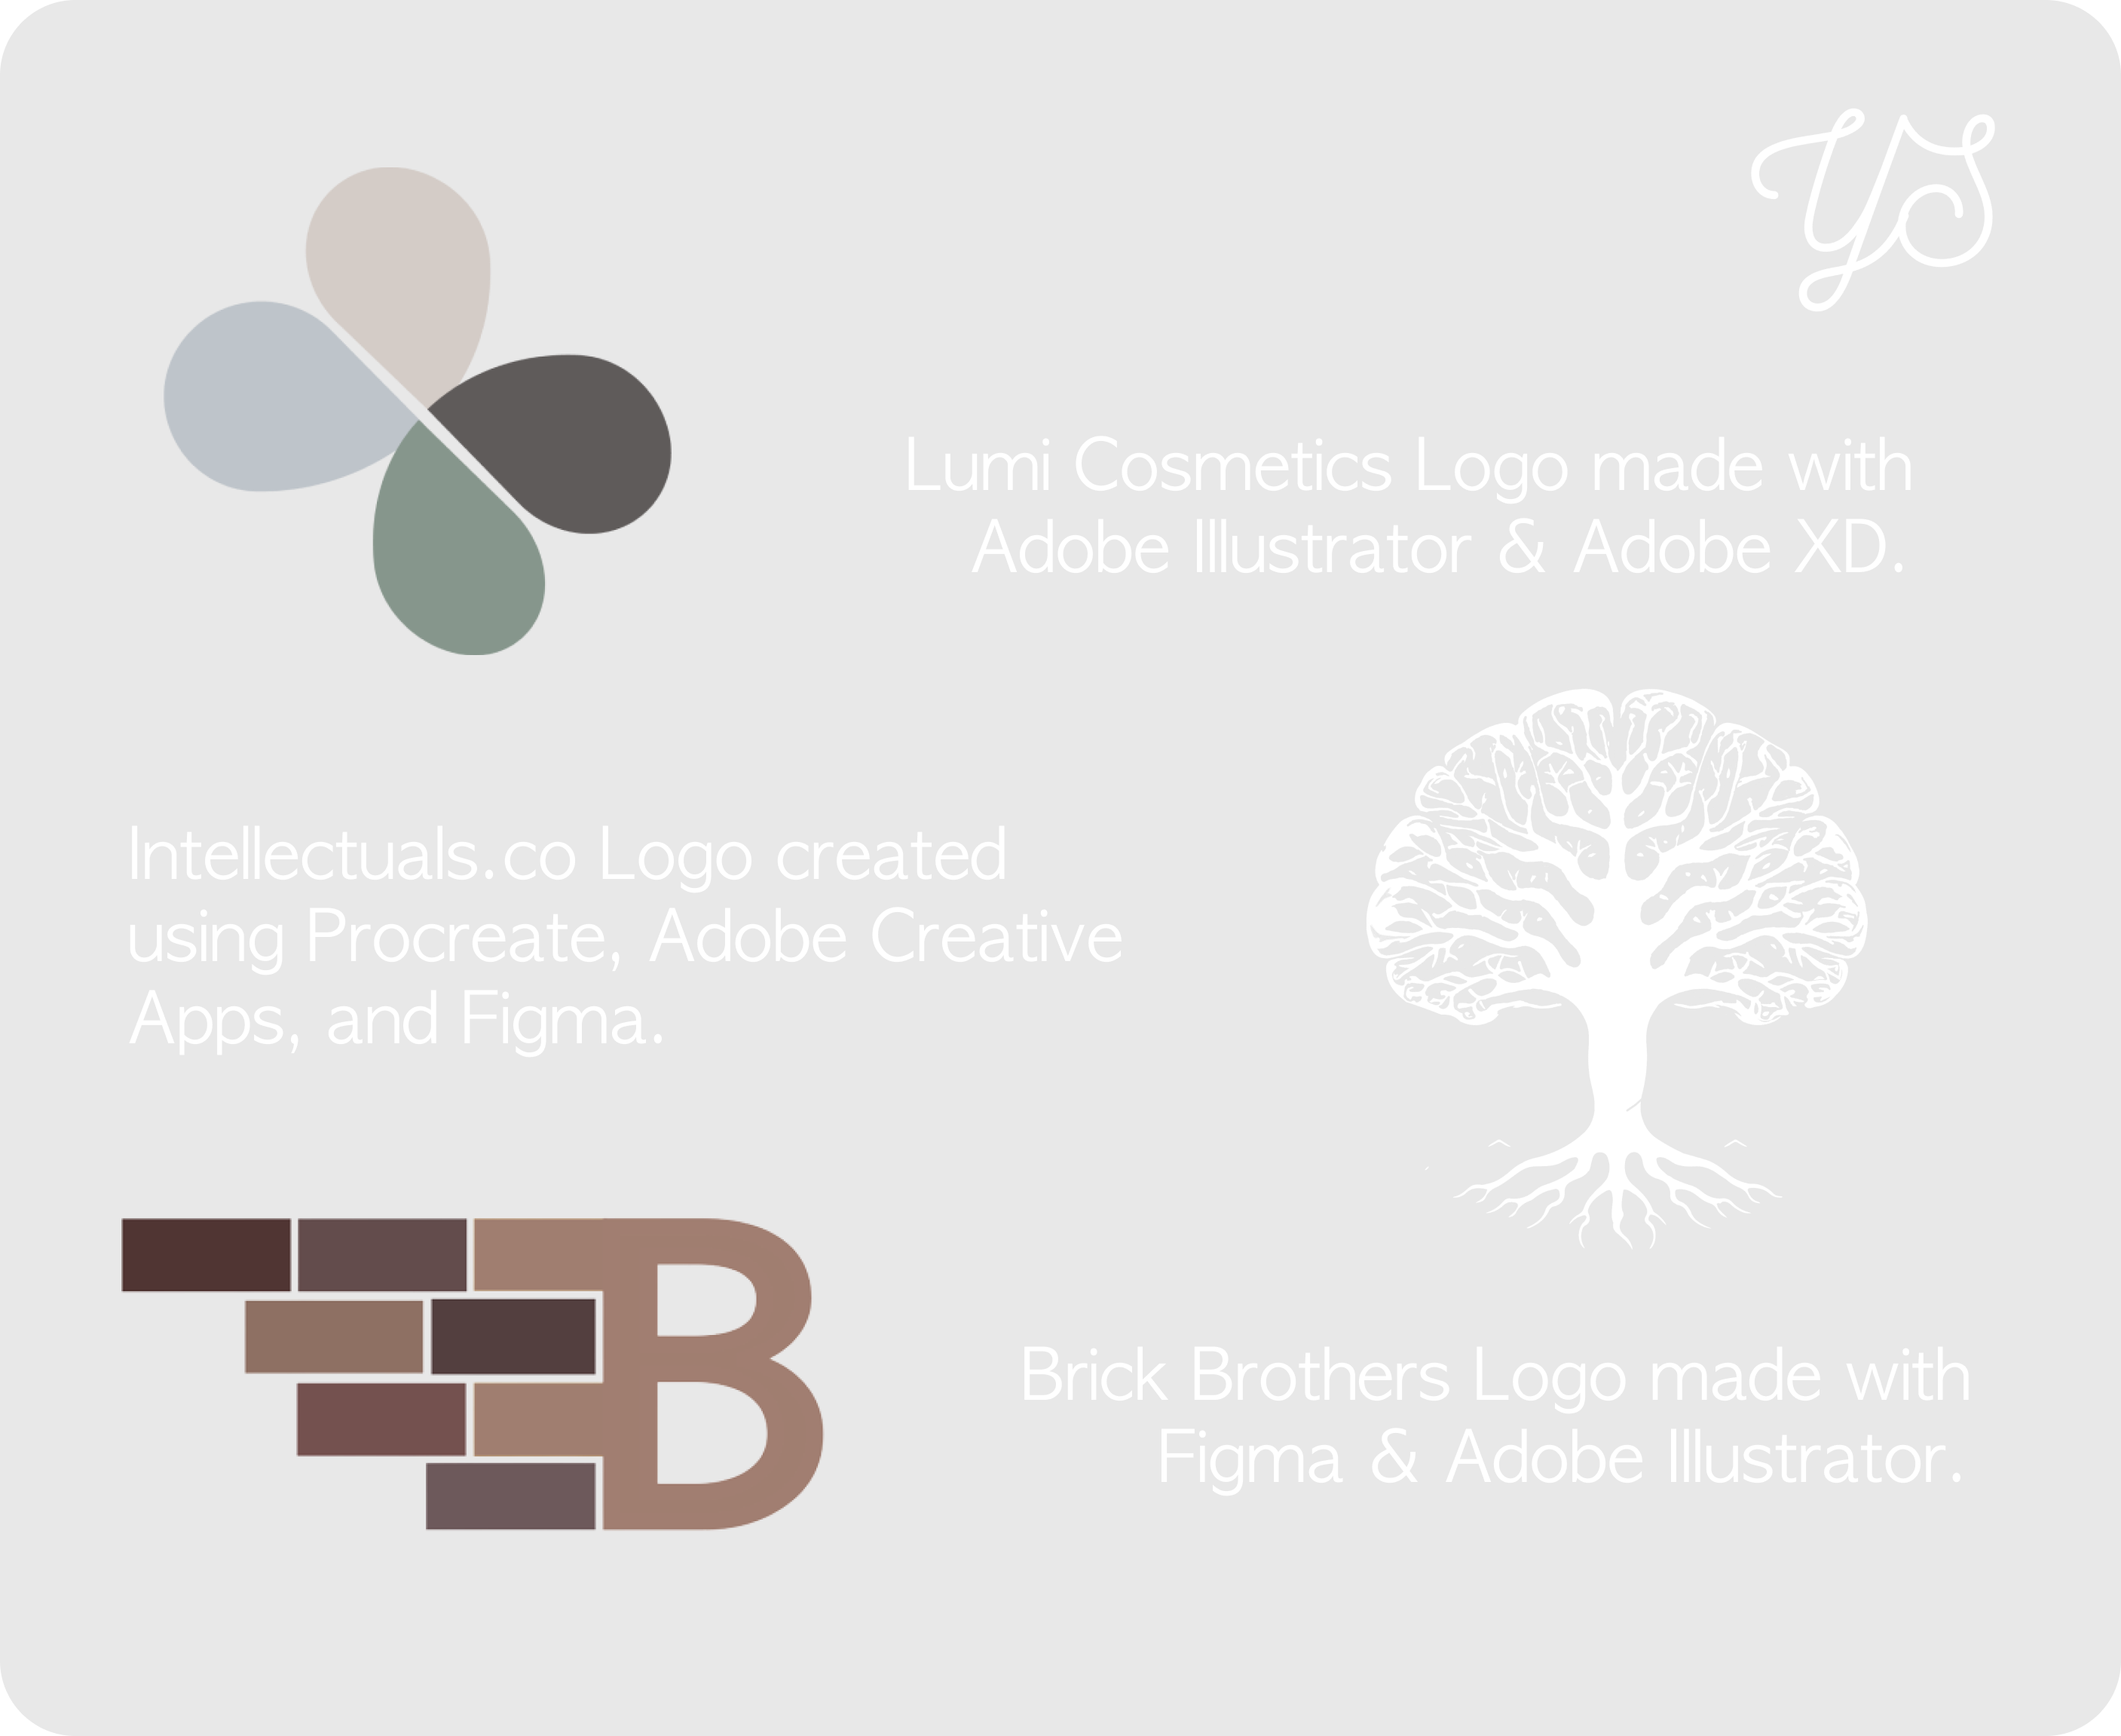 YS
Lumi Cosmetics Logo made with
Adobe Illustrator & Adobe XD.
Intellectuals.co Logo created
using Procreate, Adobe Creative
Apps, and Figma.
B
Brick Brothers Logo made with
Figma & Adobe Illustrator.